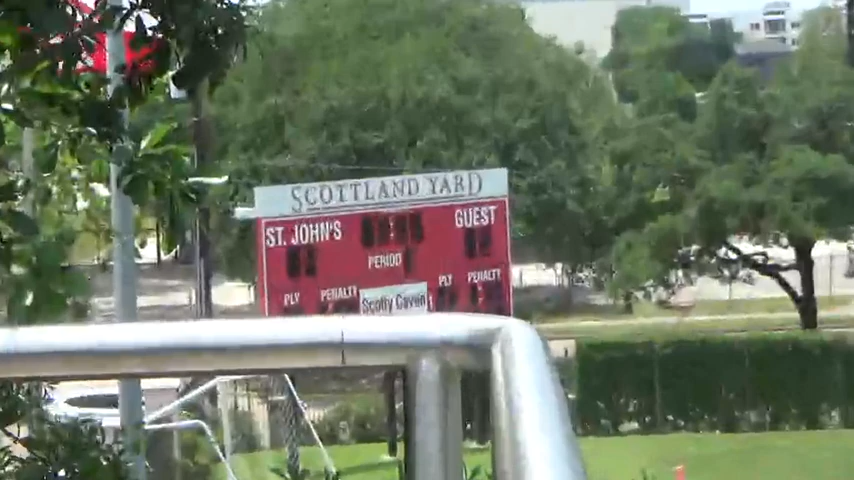 SCOTTLAND YARD
ST. JOHN'S
GUEST
PERIOD
PLY PENALTY
PLY PENALTY
Scotty Caven